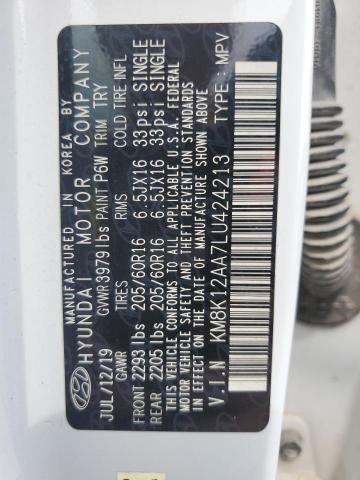 MANUFACTURED IN KOREA BY
HYUNDAI MOTOR COMPANY
JUL/12/19 GVWR 3979 lbs PAINT P6W TRIM TRY
GAWR TIRES RIMS COLD TIRE INFL
FRONT 2293 lbs 205/60R16 6.5JX16 33psi SINGLE
REAR 2205 lbs 205/60R16 6.5JX16 33psi SINGLE
THIS VEHICLE CONFORMS TO ALL APPLICABLE U.S.A. FEDERAL
MOTOR VEHICLE SAFETY AND THEFT PREVENTION STANDARDS IN
EFFECT ON THE DATE OF MANUFACTURE SHOWN ABOVE
V.I.N : KM8K12AA7LU424213 TYPE : MPV